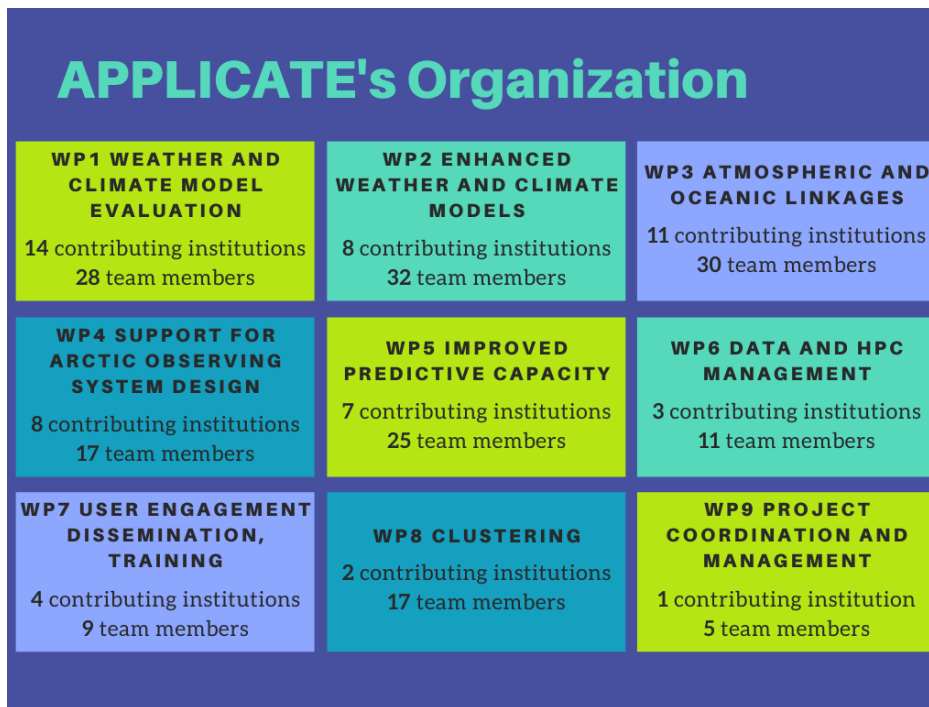 APPLICATE's Organization
WP1 WEATHER AND
CLIMATE MODEL
EVALUATION
14 contributing institutions
28 team members
WP2 ENHANCED
WEATHER AND CLIMATE
MODELS
8 contributing institutions
32 team members
WP3 ATMOSPHERIC AND
OCEANIC LINKAGES
11 contributing institutions
30 team members
WP4 SUPPORT FOR
ARCTIC OBSERVING
SYSTEM DESIGN
8 contributing institutions
17 team members
WP5 IMPROVED
PREDICTIVE CAPACITY
7 contributing institutions
25 team members
WP6 DATA AND HPC
MANAGEMENT
3 contributing institutions
11 team members
WP7 USER ENGAGEMENT
DISSEMINATION,
TRAINING
4 contributing institutions
9 team members
WP8 CLUSTERING
2 contributing institutions
17 team members
WP9 PROJECT
COORDINATION AND
MANAGEMENT
1 contributing institution
5 team members